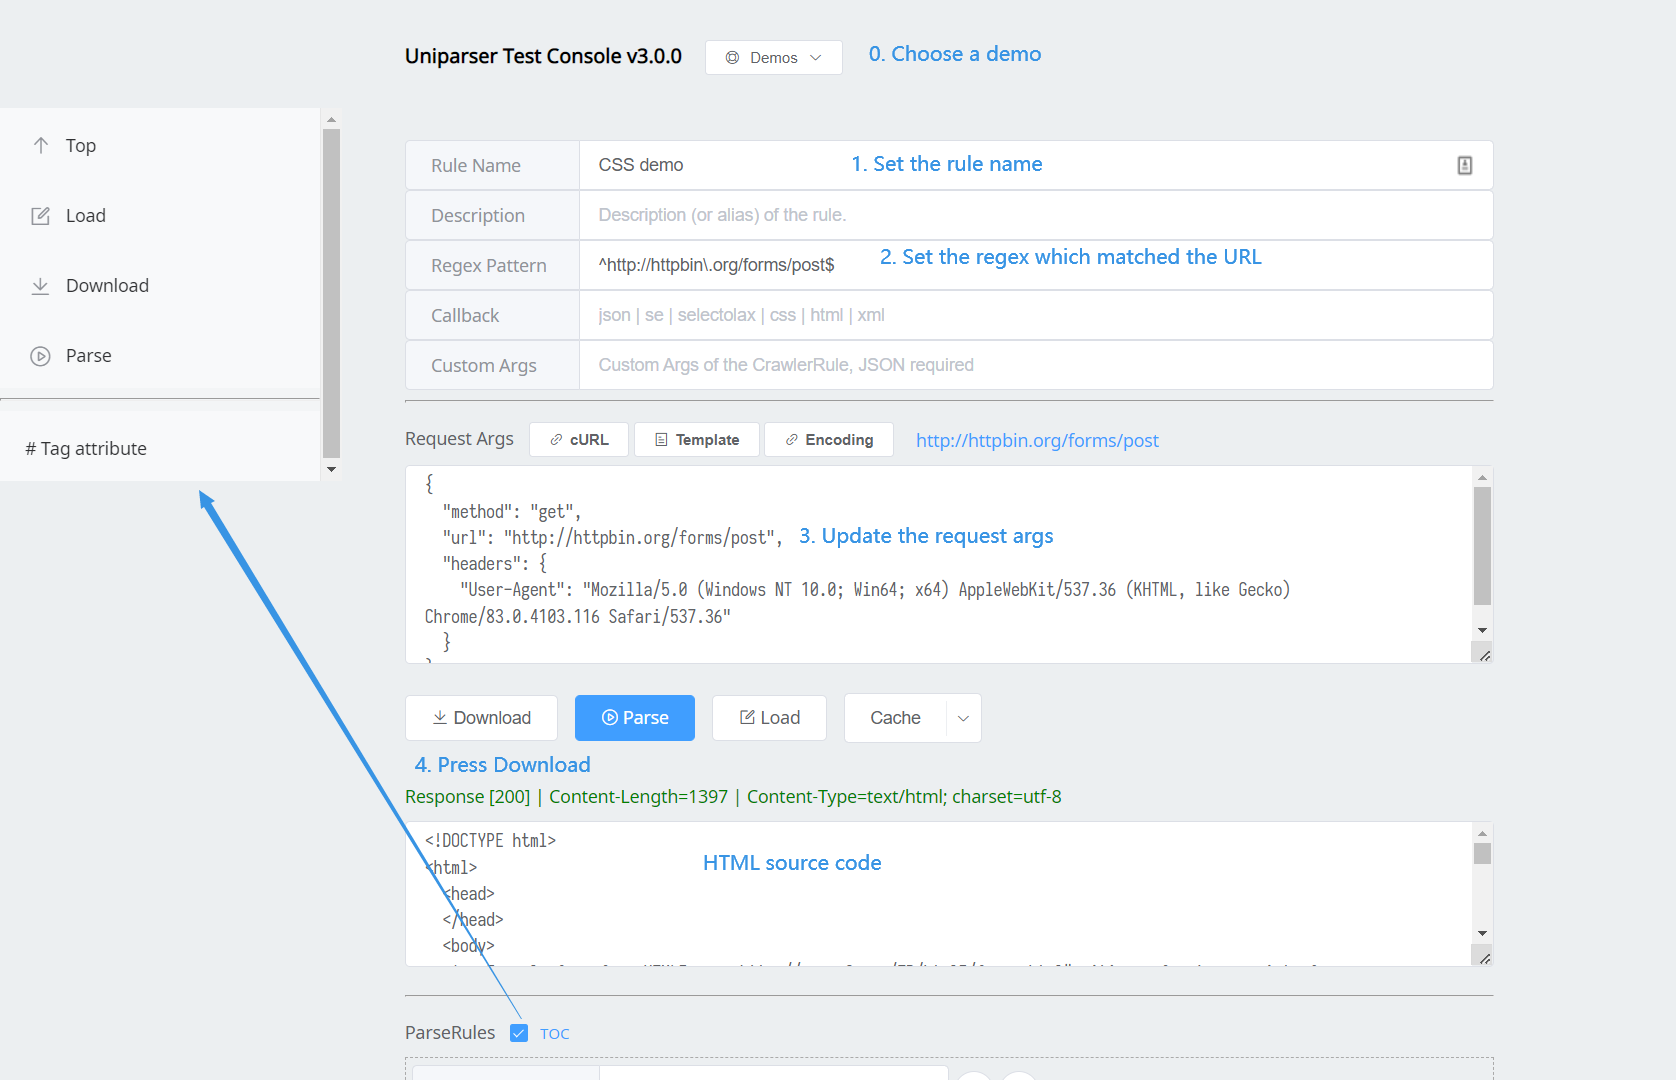 Uniparser Test Console v3.0.0
Demos
0. Choose a demo
Top
Load
Download
Parse
# Tag attribute
Rule Name
CSS demo
1. Set the rule name
Description
Description (or alias) of the rule.
Regex Pattern
^http://httpbin\.org/forms/post$
2. Set the regex which matched the URL
Callback
json | se | selectolax | css | html | xml
Custom Args
Custom Args of the CrawlerRule, JSON required
Request Args
cURL
Template
Encoding
http://httpbin.org/forms/post
{
"method": "get",
"url": "http://httpbin.org/forms/post",
3. Update the request args
"headers": {
"User-Agent": "Mozilla/5.0 (Windows NT 10.0; Win64; x64) AppleWebKit/537.36 (KHTML, like Gecko)
Chrome/83.0.4103.116 Safari/537.36"
}
Download
Parse
Load
Cache
4. Press Download
Response [200] | Content-Length=1397 | Content-Type=text/html; charset=utf-8
<!DOCTYPE html>
<html>
HTML source code
<head>
</head>
<body>
ParseRules
TOC